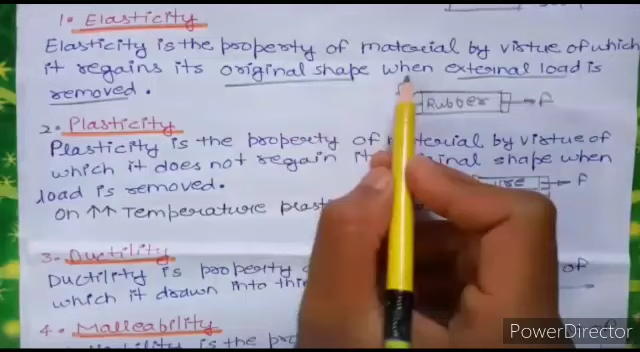 1. Elasticity
Elasticity is the property of material by virtue of which
it regains its original shape when external load is
removed.
Rubber F
2. Plasticity
Plasticity is the property of material by virtue of
which it does not regain its original shape when
load is removed.
F
On ↑↑ Temperature
3. Ductility
Ductility is property of
which it drawn into
4. Malleability
is the
PowerDirector